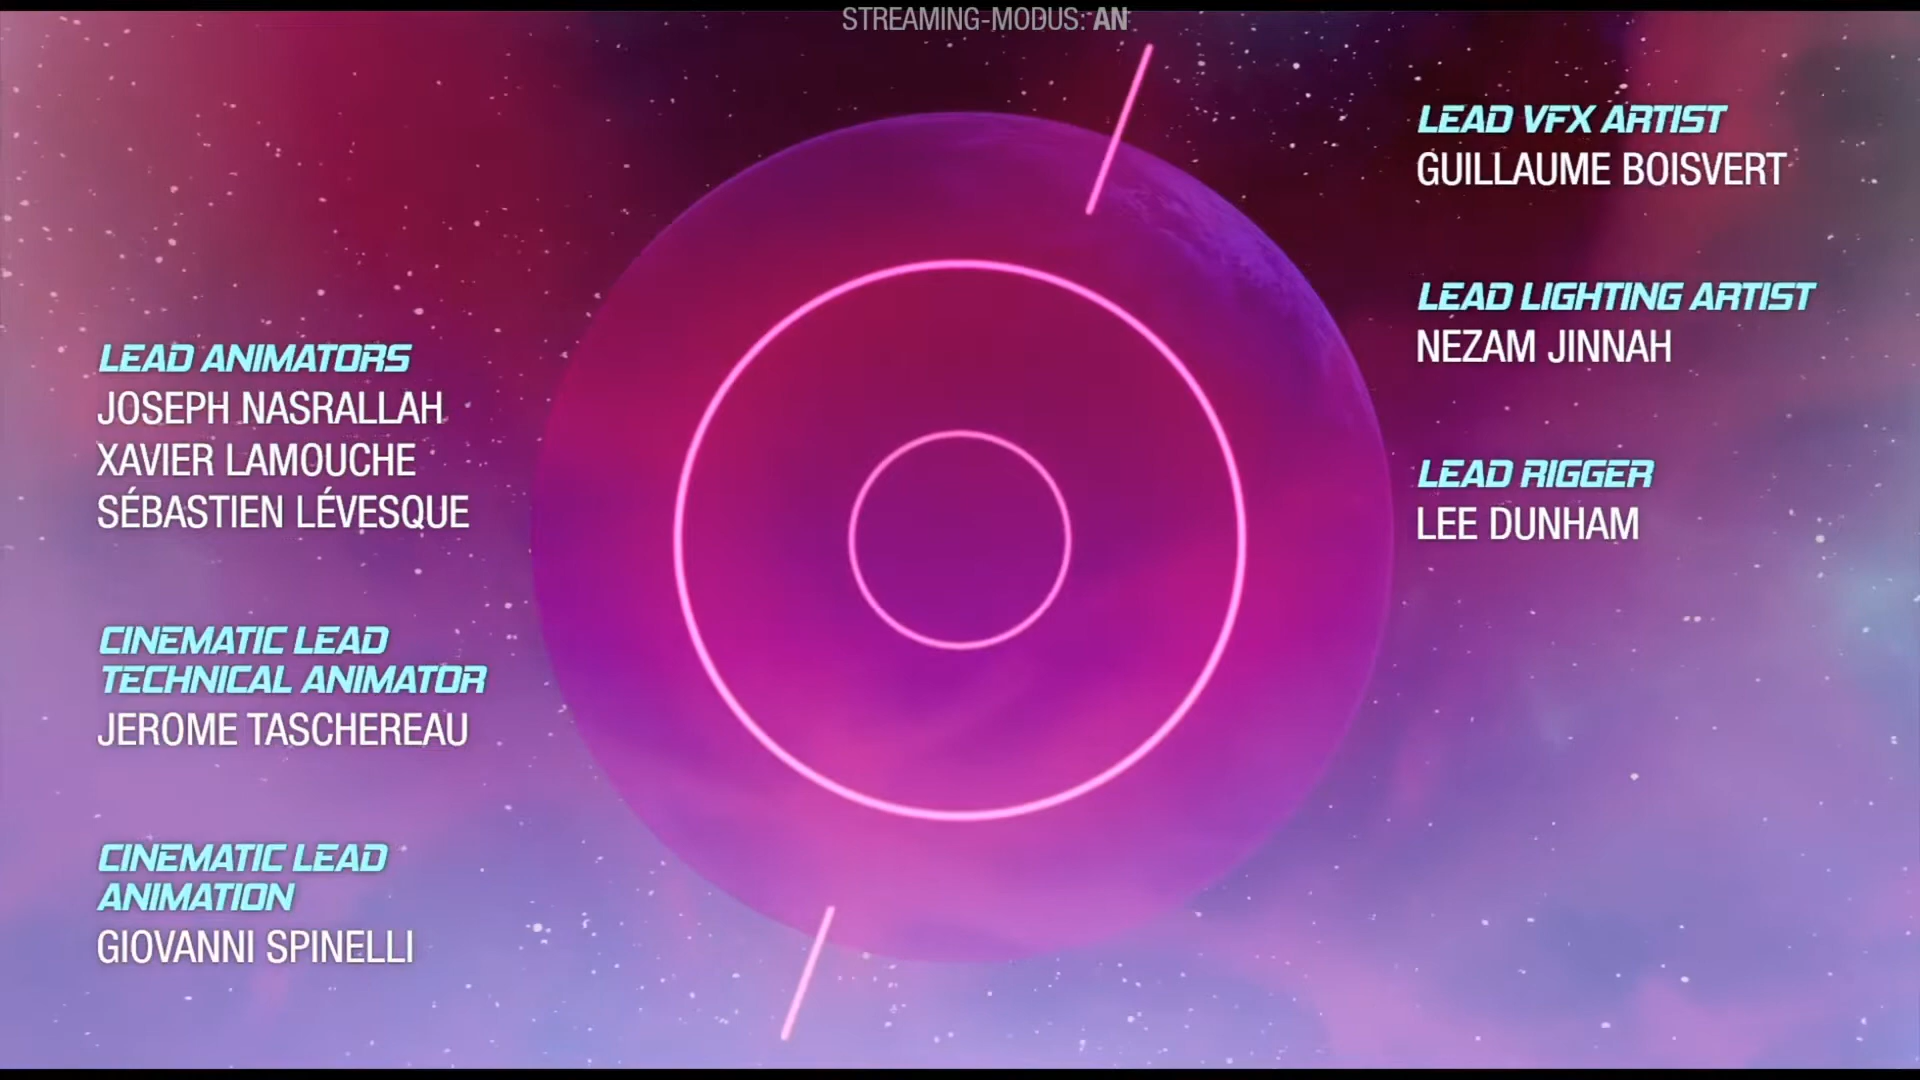 STREAMING-MODUS: AN
LEAD ANIMATORS
JOSEPH NASRALLAH
XAVIER LAMOUCHE
SÉBASTIEN LÉVESQUE
CINEMATIC LEAD
TECHNICAL ANIMATOR
JEROME TASCHEREAU
CINEMATIC LEAD
ANIMATION
GIOVANNI SPINELLI
LEAD VFX ARTIST
GUILLAUME BOISVERT
LEAD LIGHTING ARTIST
NEZAM JINNAH
LEAD RIGGER
LEE DUNHAM